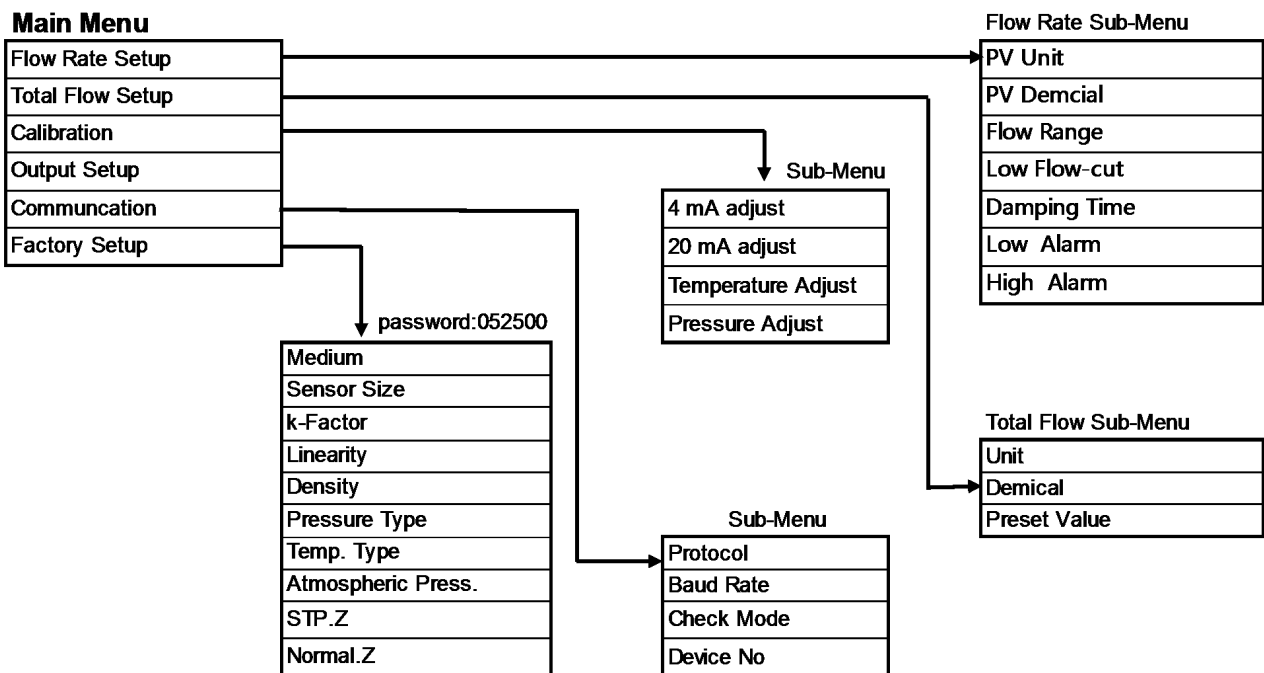 Main Menu
Flow Rate Setup
Total Flow Setup
Calibration
Output Setup
Communcation
Factory Setup
Flow Rate Sub-Menu
PV Unit
PV Demcial
Flow Range
Low Flow-cut
Damping Time
Low Alarm
High Alarm
Sub-Menu
4 mA adjust
20 mA adjust
Temperature Adjust
Pressure Adjust
password:052500
Medium
Sensor Size
k-Factor
Linearity
Density
Pressure Type
Temp. Type
Atmospheric Press.
STP.Z
Normal.Z
Sub-Menu
Protocol
Baud Rate
Check Mode
Device No
Total Flow Sub-Menu
Unit
Demical
Preset Value